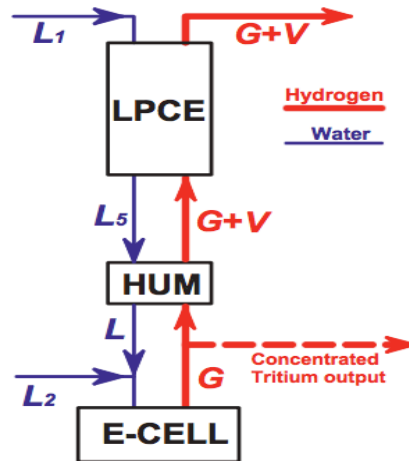 L1
G+V
Hydrogen
LPCE
Water
L5
G+V
HUM
L
Concentrated
Tritium output
G
L2
E-CELL